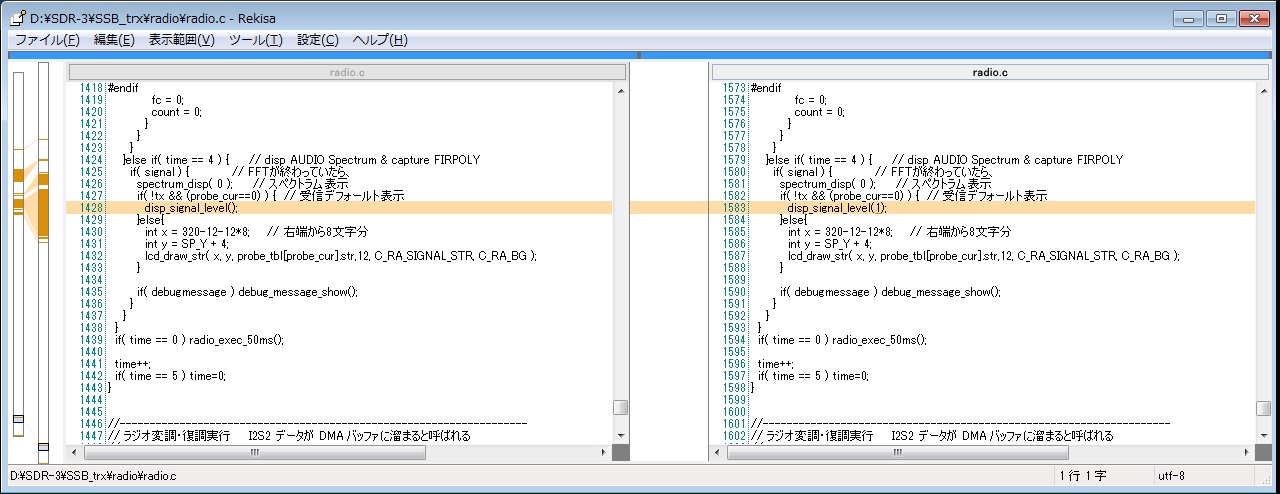 D:¥SDR-3¥SSB_trx¥radio¥radio.c - Rekisa
ファイル(F) 編集(E) 表示範囲(V) ツール(T) 設定(C) ヘルプ(H)
radio.c
1418 #endif
1419 fc = 0;
1420 count = 0;
1421 }
1422 }
1423 }
1424 }else if( time == 4 ) { // disp AUDIO Spectrum & capture FIRPOLY
1425 if( signal ) { // FFTが終わっていたら、
1426 spectrum_disp( 0 ); // スペクトラム 表示
1427 if( !tx && (probe_cur==0) ) { // 受信デフォールト表示
1428 disp_signal_level();
1429 }else{
1430 int x = 320-12-12*8; // 右端から8文字分
1431 int y = SP_Y + 4;
1432 lcd_draw_str( x, y, probe_tbl[probe_cur].str,12, C_RA_SIGNAL_STR, C_RA_BG );
1433 }
1434
1435 if( debugmessage ) debug_message_show();
1436 }
1437 }
1438 }
1439 if( time == 0 ) radio_exec_50ms();
1440
1441 time++;
1442 if( time == 5 ) time=0;
1443 }
1444
1445
1446 //---------------------------------------------------------------------
1447 // ラジオ変調・復調実行 I2S2 データが DMA バッファに溜まると呼ばれる
radio.c
1573 #endif
1574 fc = 0;
1575 count = 0;
1576 }
1577 }
1578 }
1579 }else if( time == 4 ) { // disp AUDIO Spectrum & capture FIRPOLY
1580 if( signal ) { // FFTが終わっていたら、
1581 spectrum_disp( 0 ); // スペクトラム 表示
1582 if( !tx && (probe_cur==0) ) { // 受信デフォールト表示
1583 disp_signal_level(1);
1584 }else{
1585 int x = 320-12-12*8; // 右端から8文字分
1586 int y = SP_Y + 4;
1587 lcd_draw_str( x, y, probe_tbl[probe_cur].str,12, C_RA_SIGNAL_STR, C_RA_BG );
1588 }
1589
1590 if( debugmessage ) debug_message_show();
1591 }
1592 }
1593 }
1594 if( time == 0 ) radio_exec_50ms();
1595
1596 time++;
1597 if( time == 5 ) time=0;
1598 }
1599
1600
1601 //---------------------------------------------------------------------
1602 // ラジオ変調・復調実行 I2S2 データが DMA バッファに溜まると呼ばれる
D:¥SDR-3¥SSB_trx¥radio¥radio.c 1 行 1 字 utf-8